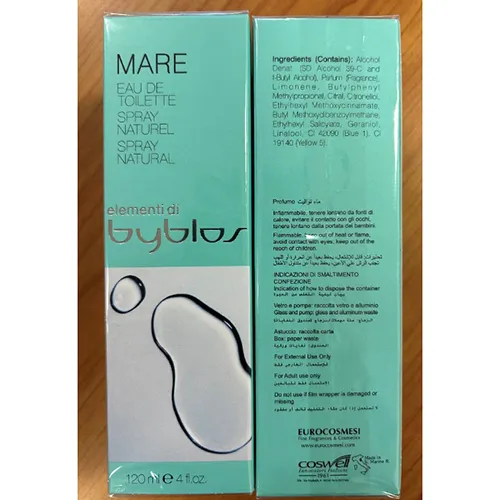 MARE
EAU DE
TOILETTE
SPRAY
NATUREL
SPRAY
NATURAL
elementi di
byblos
120 ml e 4 fl.oz.
Ingredients (Contains): Alcohol
Denat. (SD Alcohol 39-C and
t-Butyl Alcohol), Parfum (Fragrance),
Limonene, Butylphenyl
Methylpropional, Citral, Citronellol,
Ethylhexyl Methoxycinnamate,
Butyl Methoxydibenzoylmethane,
Ethylhexyl Salicylate, Geraniol,
Linalool, CI 42090 (Blue 1), CI
19140 (Yellow 5).
Profumo ماء تواليت
Infiammabile, tenere lontano da fonti di
calore, evitare il contatto con gli occhi,
tenere lontano dalla portata dei bambini.
Flammable, keep out of heat or flame,
avoid contact with eyes, keep out of the
reach of children.
INDICAZIONI DI SMALTIMENTO
CONFEZIONE
Indication of how to dispose the container
Vetro e pompa: raccolta vetro e alluminio
Glass and pump: glass and aluminum waste
Astuccio: raccolta carta
Box: paper waste
For External Use Only
For Adult use only
Do not use if film wrapper is damaged or
missing
EUROCOSMESI
Fine Fragrances & Cosmetics
www.eurocosmesi.com
coswell
1965
Made in